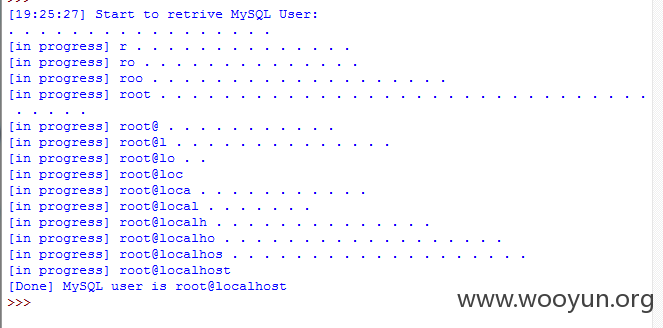 >>>
[19:25:27] Start to retrive MySQL User:
. . . . . . . . . . . . . . . . .
[in progress] r . . . . . . . . . . . . . .
[in progress] ro . . . . . . . . . . . . . .
[in progress] roo . . . . . . . . . . . . . . . . . . .
[in progress] root . . . . . . . . . . . . . . . . . . . . . . . . . . . . . . .
. . . . .
[in progress] root@ . . . . . . . . . . .
[in progress] root@l . . . . . . . . . . . . . .
[in progress] root@lo . .
[in progress] root@loc
[in progress] root@loca . . . . . . . . . . .
[in progress] root@local . . . . . . .
[in progress] root@localh . . . . . . . . . . . . . .
[in progress] root@localho . . . . . . . . . . . . . . . . . .
[in progress] root@localhos . . . . . . . . . . . . . . . . . . .
[in progress] root@localhost
[Done] MySQL user is root@localhost
>>>
www.wooyun.org